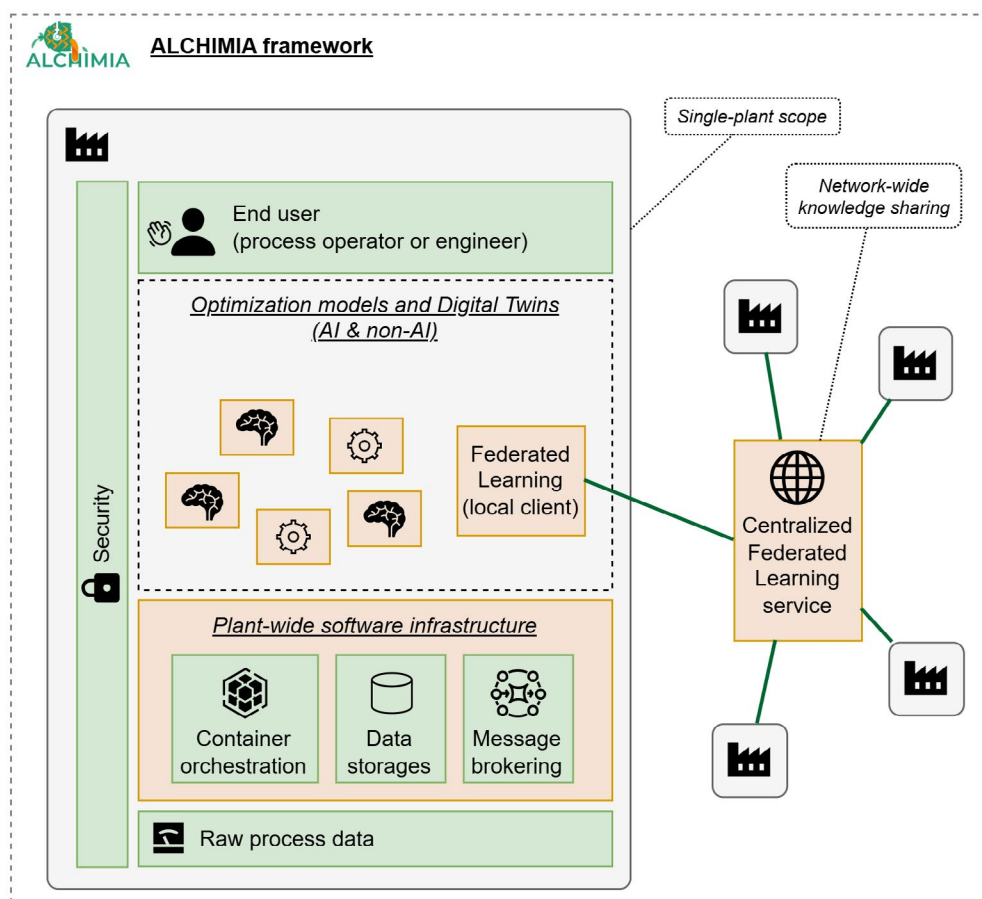 ALCHÌMIA
ALCHIMIA framework
Single-plant scope
Network-wide
knowledge sharing
End user
(process operator or engineer)
Optimization models and Digital Twins
(AI & non-AI)
Federated
Learning
(local client)
Centralized
Federated
Learning
service
Security
Plant-wide software infrastructure
Container
orchestration
Data
storages
Message
brokering
Raw process data